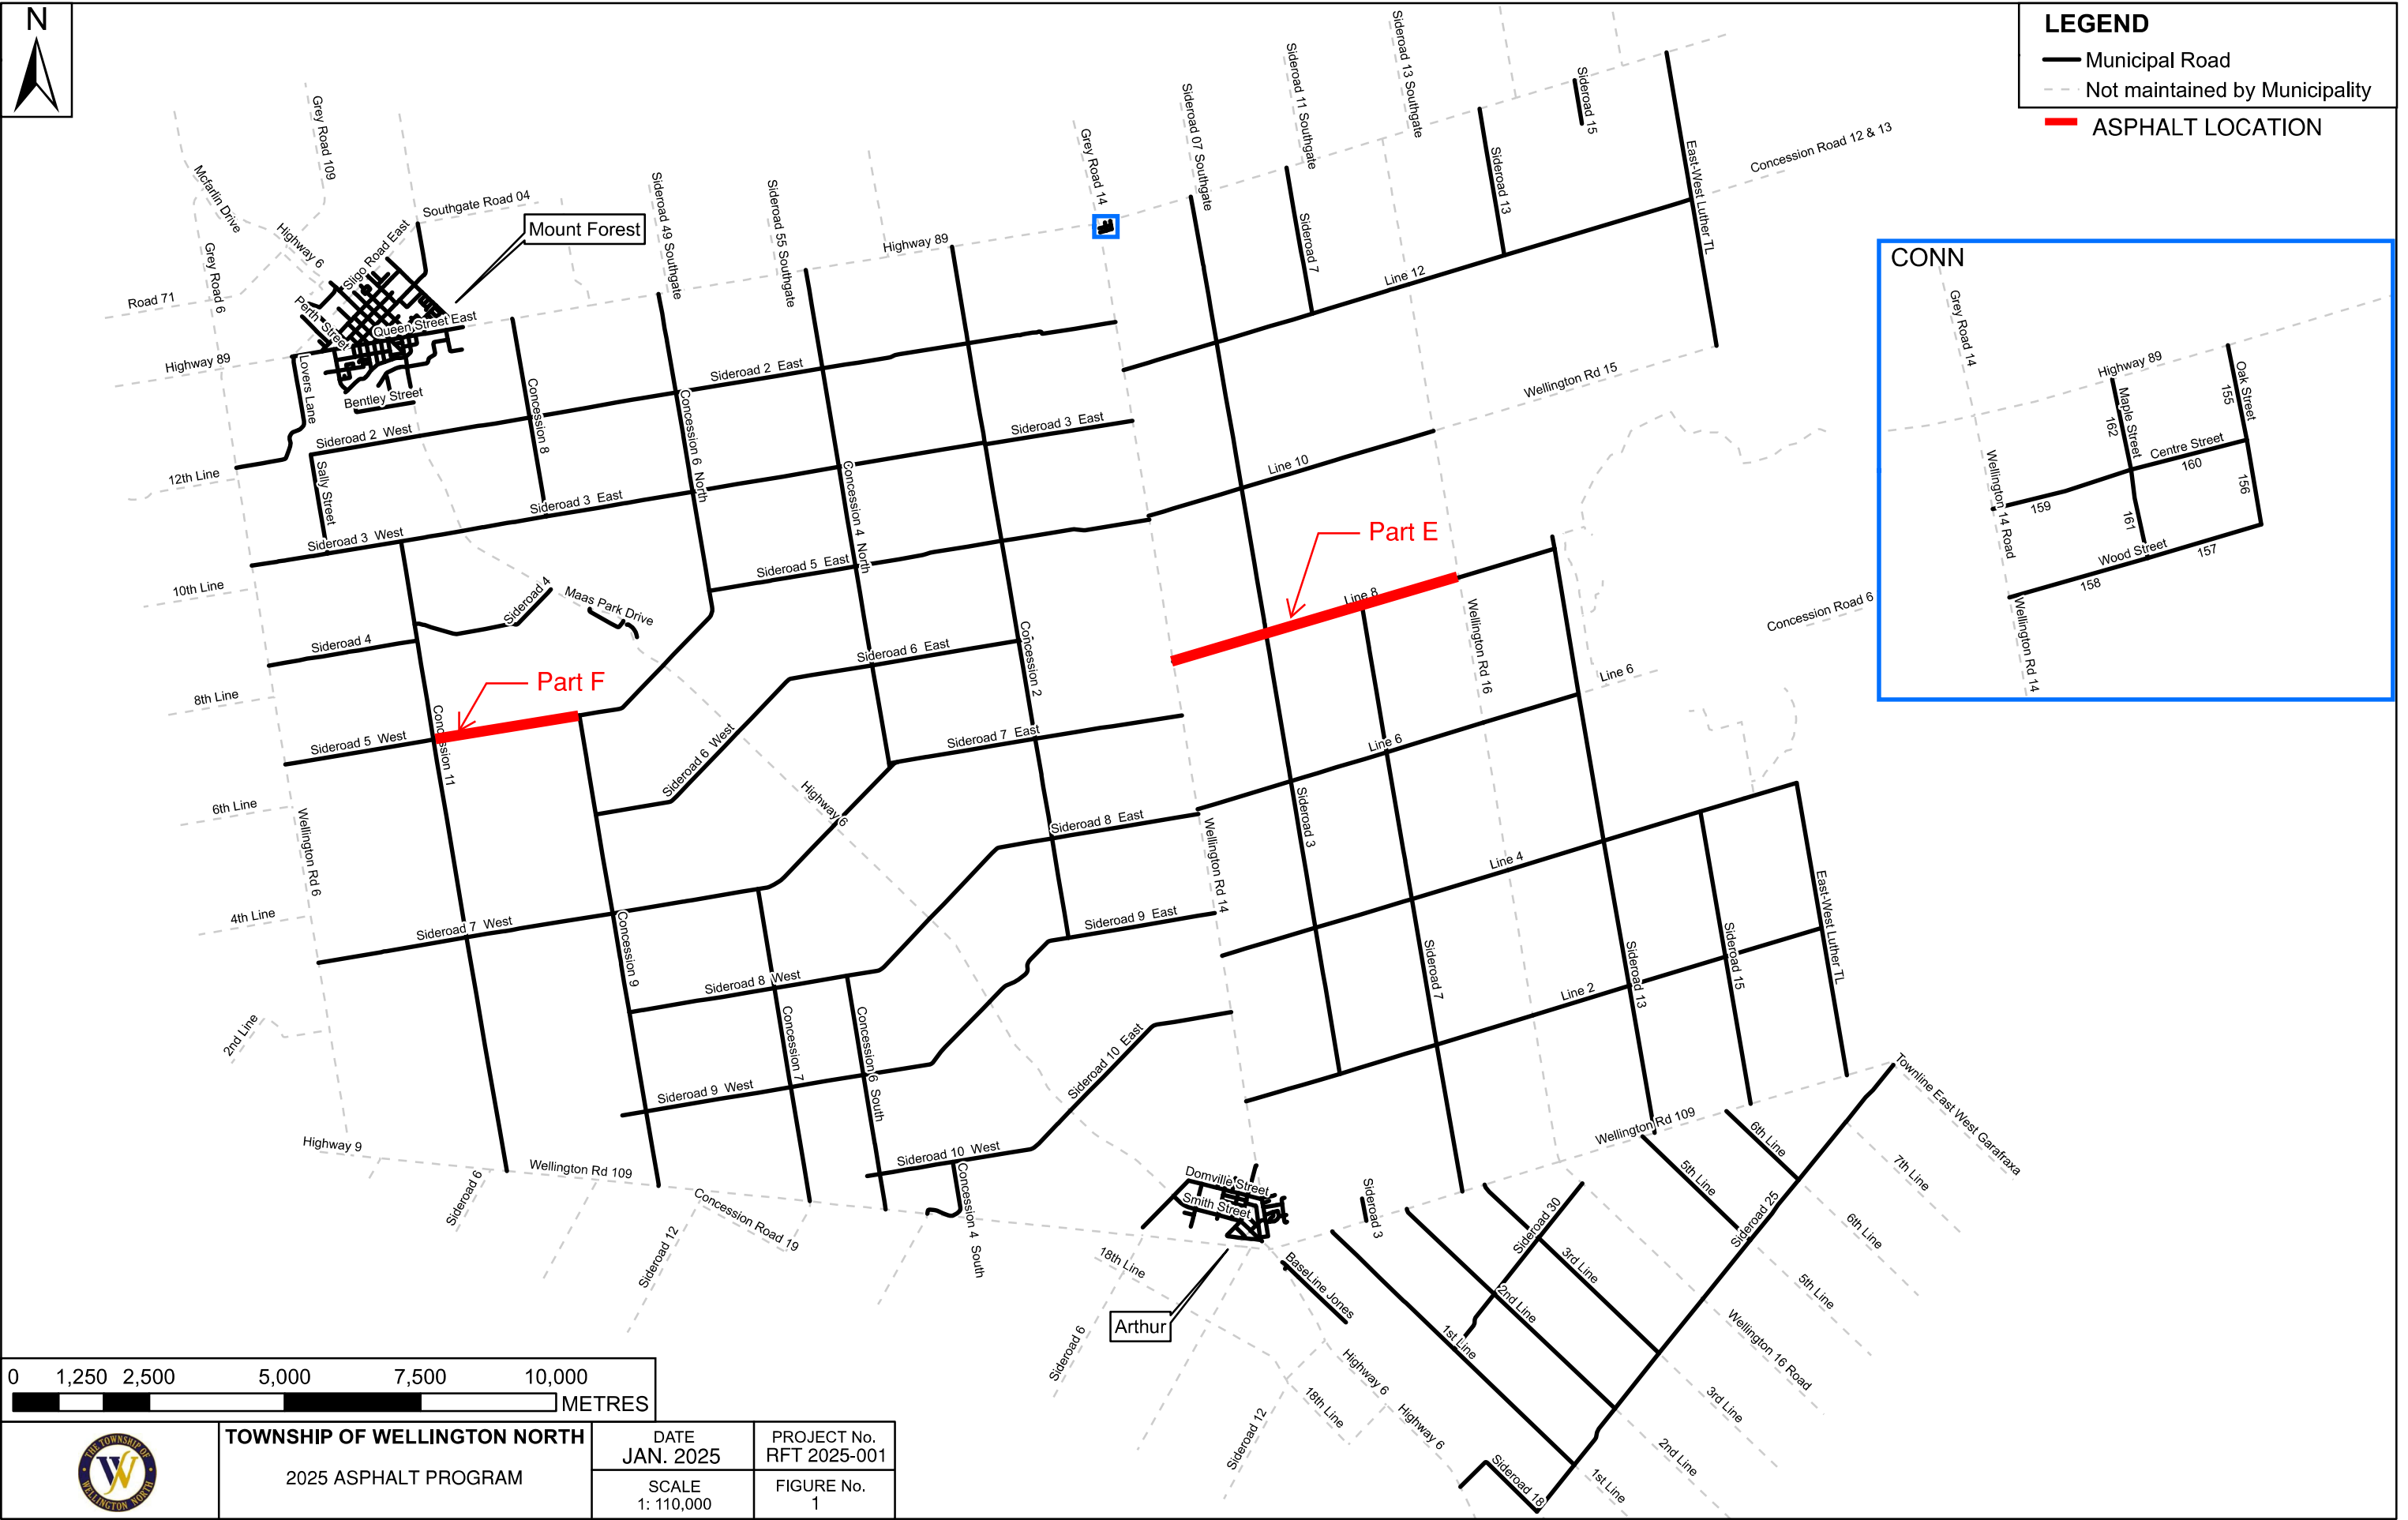 N
LEGEND
Municipal Road
Not maintained by Municipality
ASPHALT LOCATION
Grey Road 109
Mcfarlin Drive
Highway 6
Grey Road 6
Southgate Road 04
Sligo Road East
Mount Forest
Road 71
Perth Street
Queen Street East
Highway 89
Lovers Lane
Bentley Street
Sideroad 49 Southgate
Sideroad 55 Southgate
Highway 89
Grey Road 14
Sideroad 07 Southgate
Sideroad 11 Southgate
Sideroad 13 Southgate
Sideroad 7
Sideroad 13
Sideroad 15
East-West Luther TL
Concession Road 12 & 13
Line 12
Wellington Rd 15
12th Line
Sideroad 2 West
Sally Street
Concession 8
Sideroad 2 East
Concession 6 North
Sideroad 3 East
Sideroad 3 East
Sideroad 3 West
Concession 4 North
Line 10
10th Line
Sideroad 5 East
Sideroad 4
Sideroad 4
Maas Park Drive
Part E
Line 8
Wellington Rd 16
Concession Road 6
8th Line
Part F
Sideroad 5 West
Concession 11
Sideroad 6 West
Sideroad 6 East
Concession 2
Line 6
Line 6
Sideroad 7 East
6th Line
Wellington Rd 6
Highway 6
Sideroad 8 East
Wellington Rd 14
Sideroad 3
Line 4
4th Line
Sideroad 7 West
Concession 9
Sideroad 9 East
Sideroad 7
Sideroad 13
Sideroad 15
East-West Luther TL
Sideroad 8 West
Line 2
2nd Line
Concession 7
Concession 6 South
Sideroad 10 East
Sideroad 9 West
Highway 9
Wellington Rd 109
Sideroad 10 West
Concession 4 South
Sideroad 6
Concession Road 19
Sideroad 12
Domville Street
Smith Street
Arthur
18th Line
Sideroad 6
BaseLine Jones
Sideroad 3
Wellington Rd 109
Townline East West Garafraxa
6th Line
5th Line
7th Line
6th Line
5th Line
Sideroad 25
Sideroad 30
3rd Line
2nd Line
1st Line
Wellington 16 Road
Highway 6
18th Line
Highway 6
Sideroad 12
Sideroad 18
3rd Line
2nd Line
1st Line
CONN
Grey Road 14
Highway 89
Oak Street
155
Maple Street
162
Centre Street
160
156
Wellington 14 Road
159
161
Wood Street
157
158
Wellington Rd 14
0 1,250 2,500 5,000 7,500 10,000
METRES
THE TOWNSHIP OF
WELLINGTON NORTH
TOWNSHIP OF WELLINGTON NORTH
2025 ASPHALT PROGRAM
DATE
JAN. 2025
PROJECT No.
RFT 2025-001
SCALE
1: 110,000
FIGURE No.
1